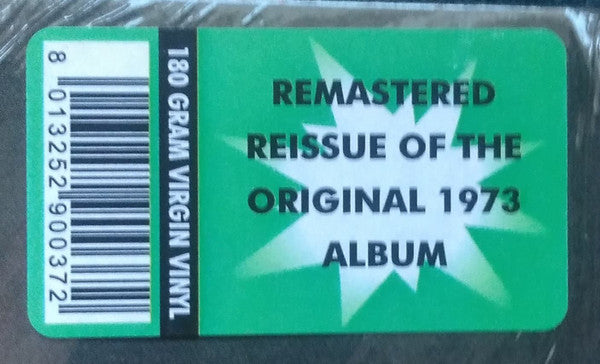 8 013252 900372
180 GRAM VIRGIN VINYL
REMASTERED
REISSUE OF THE
ORIGINAL 1973
ALBUM